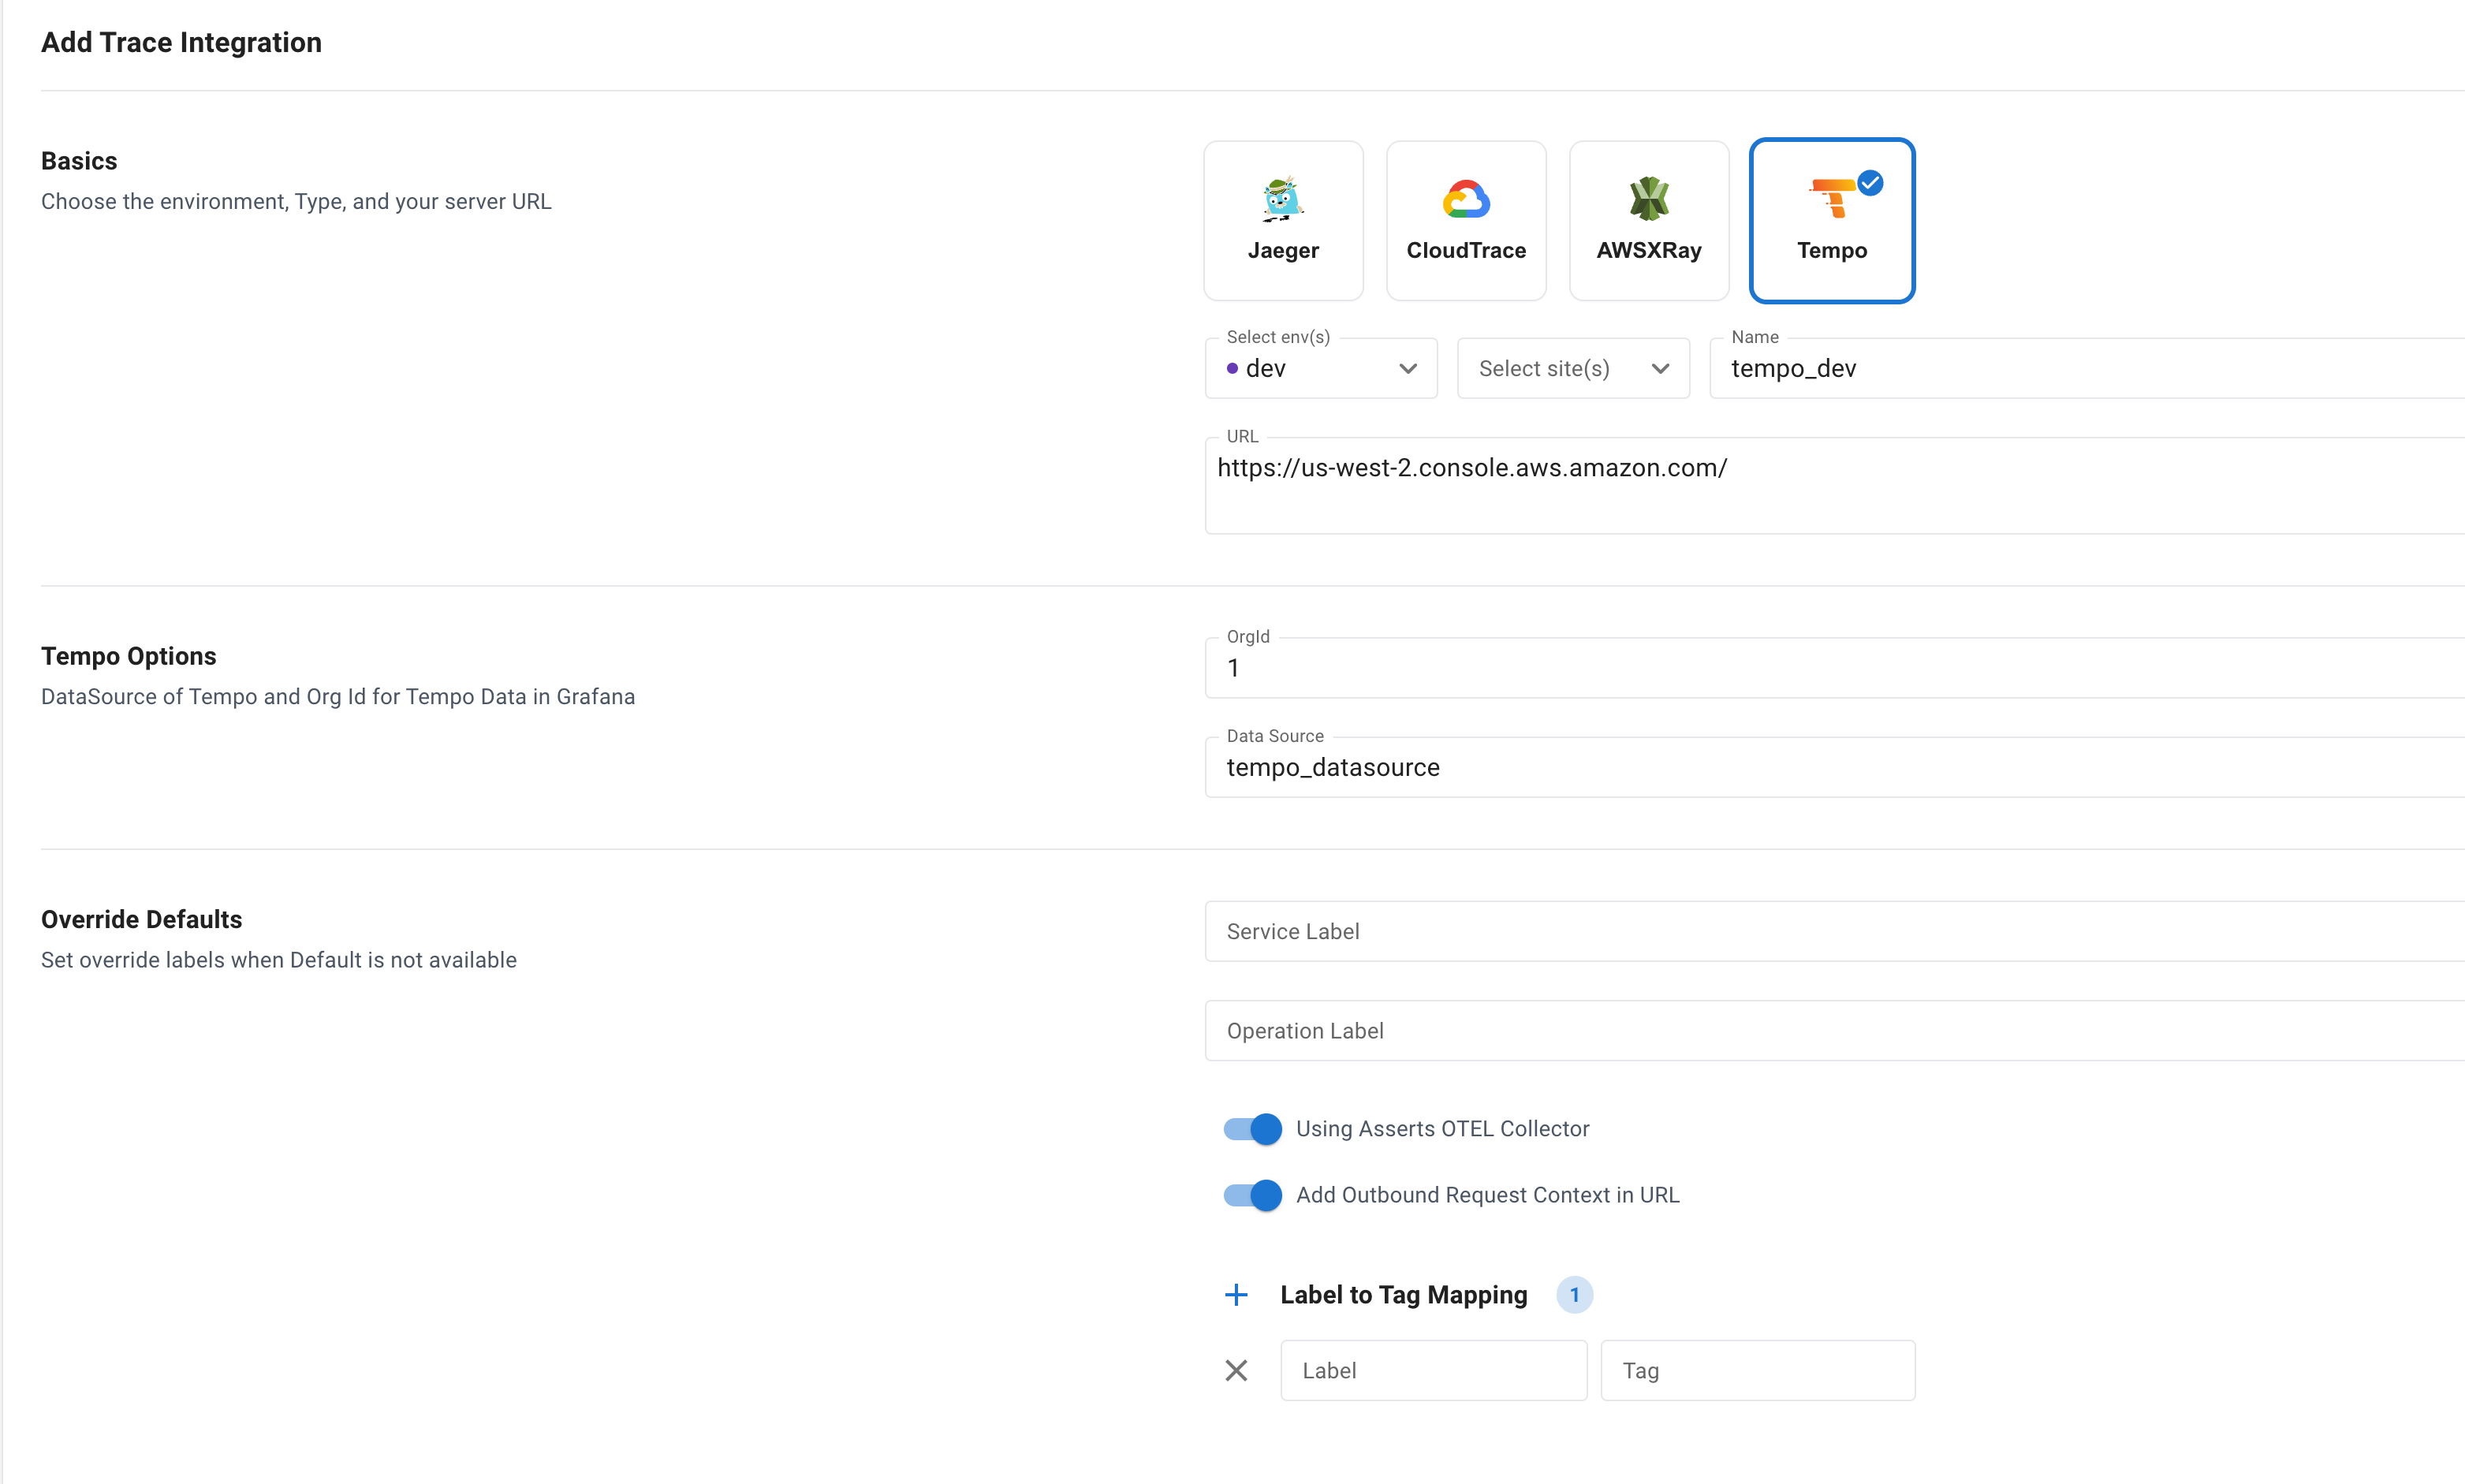 Add Trace Integration
Basics
Choose the environment, Type, and your server URL
Jaeger
CloudTrace
AWSXRay
Tempo
Select env(s)
dev
Select site(s)
Name
tempo_dev
URL
https://us-west-2.console.aws.amazon.com/
Tempo Options
DataSource of Tempo and Org Id for Tempo Data in Grafana
OrgId
1
Data Source
tempo_datasource
Override Defaults
Set override labels when Default is not available
Service Label
Operation Label
Using Asserts OTEL Collector
Add Outbound Request Context in URL
Label to Tag Mapping 1
Label
Tag